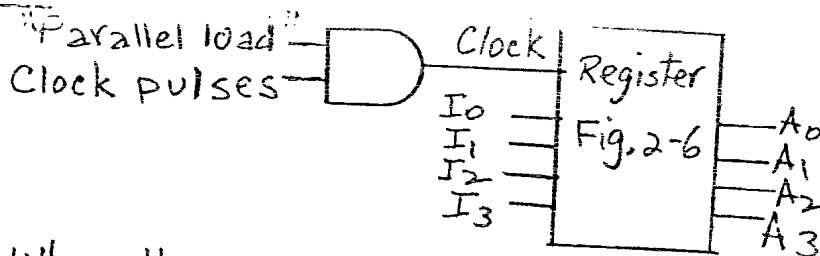 "Parallel load"
Clock pulses
Clock
Register
Fig. 2-6
I0
I1
I2
I3
A0
A1
A2
A3